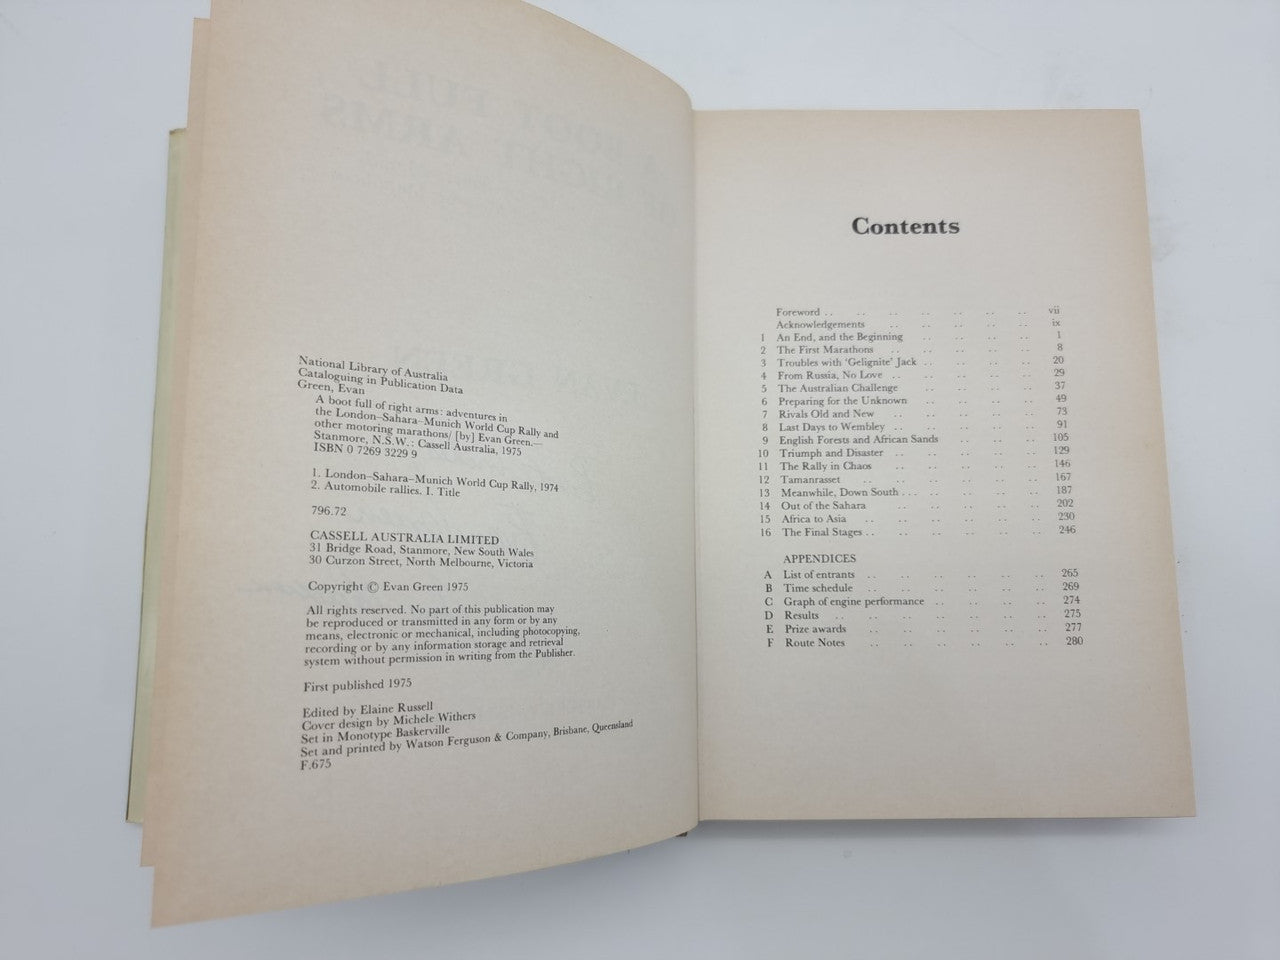 National Library of Australia
Cataloguing in Publication Data
Green, Evan
A boot full of right arms: adventures in
the London–Sahara–Munich World Cup Rally and
other motoring marathons/ [by] Evan Green.—
Stanmore, N.S.W.: Cassell Australia, 1975
ISBN 0 7269 3229 9
1. London–Sahara–Munich World Cup Rally, 1974
2. Automobile rallies. I. Title
796.72
CASSELL AUSTRALIA LIMITED
31 Bridge Road, Stanmore, New South Wales
30 Curzon Street, North Melbourne, Victoria
Copyright © Evan Green 1975
All rights reserved. No part of this publication may
be reproduced or transmitted in any form or by any
means, electronic or mechanical, including photocopying,
recording or by any information storage and retrieval
system without permission in writing from the Publisher.
First published 1975
Edited by Elaine Russell
Cover design by Michele Withers
Set in Monotype Baskerville
Set and printed by Watson Ferguson & Company, Brisbane, Queensland
F.675
Contents
Foreword .. .. .. .. .. .. .. vii
Acknowledgements .. .. .. .. .. ix
1 An End, and the Beginning .. .. .. .. 1
2 The First Marathons .. .. .. .. .. 8
3 Troubles with 'Gelignite' Jack .. .. .. .. 20
4 From Russia, No Love .. .. .. .. .. 29
5 The Australian Challenge .. .. .. .. 37
6 Preparing for the Unknown .. .. .. .. 49
7 Rivals Old and New .. .. .. .. .. 73
8 Last Days to Wembley .. .. .. .. .. 91
9 English Forests and African Sands .. .. .. 105
10 Triumph and Disaster .. .. .. .. .. 129
11 The Rally in Chaos .. .. .. .. .. 146
12 Tamanrasset .. .. .. .. .. .. 167
13 Meanwhile, Down South ... .. .. .. .. 187
14 Out of the Sahara .. .. .. .. .. 202
15 Africa to Asia .. .. .. .. .. .. 230
16 The Final Stages .. .. .. .. .. .. 246
APPENDICES
A List of entrants .. .. .. .. .. .. 265
B Time schedule .. .. .. .. .. .. 269
C Graph of engine performance .. .. .. .. 274
D Results .. .. .. .. .. .. .. 275
E Prize awards .. .. .. .. .. .. 277
F Route Notes .. .. .. .. .. .. 280